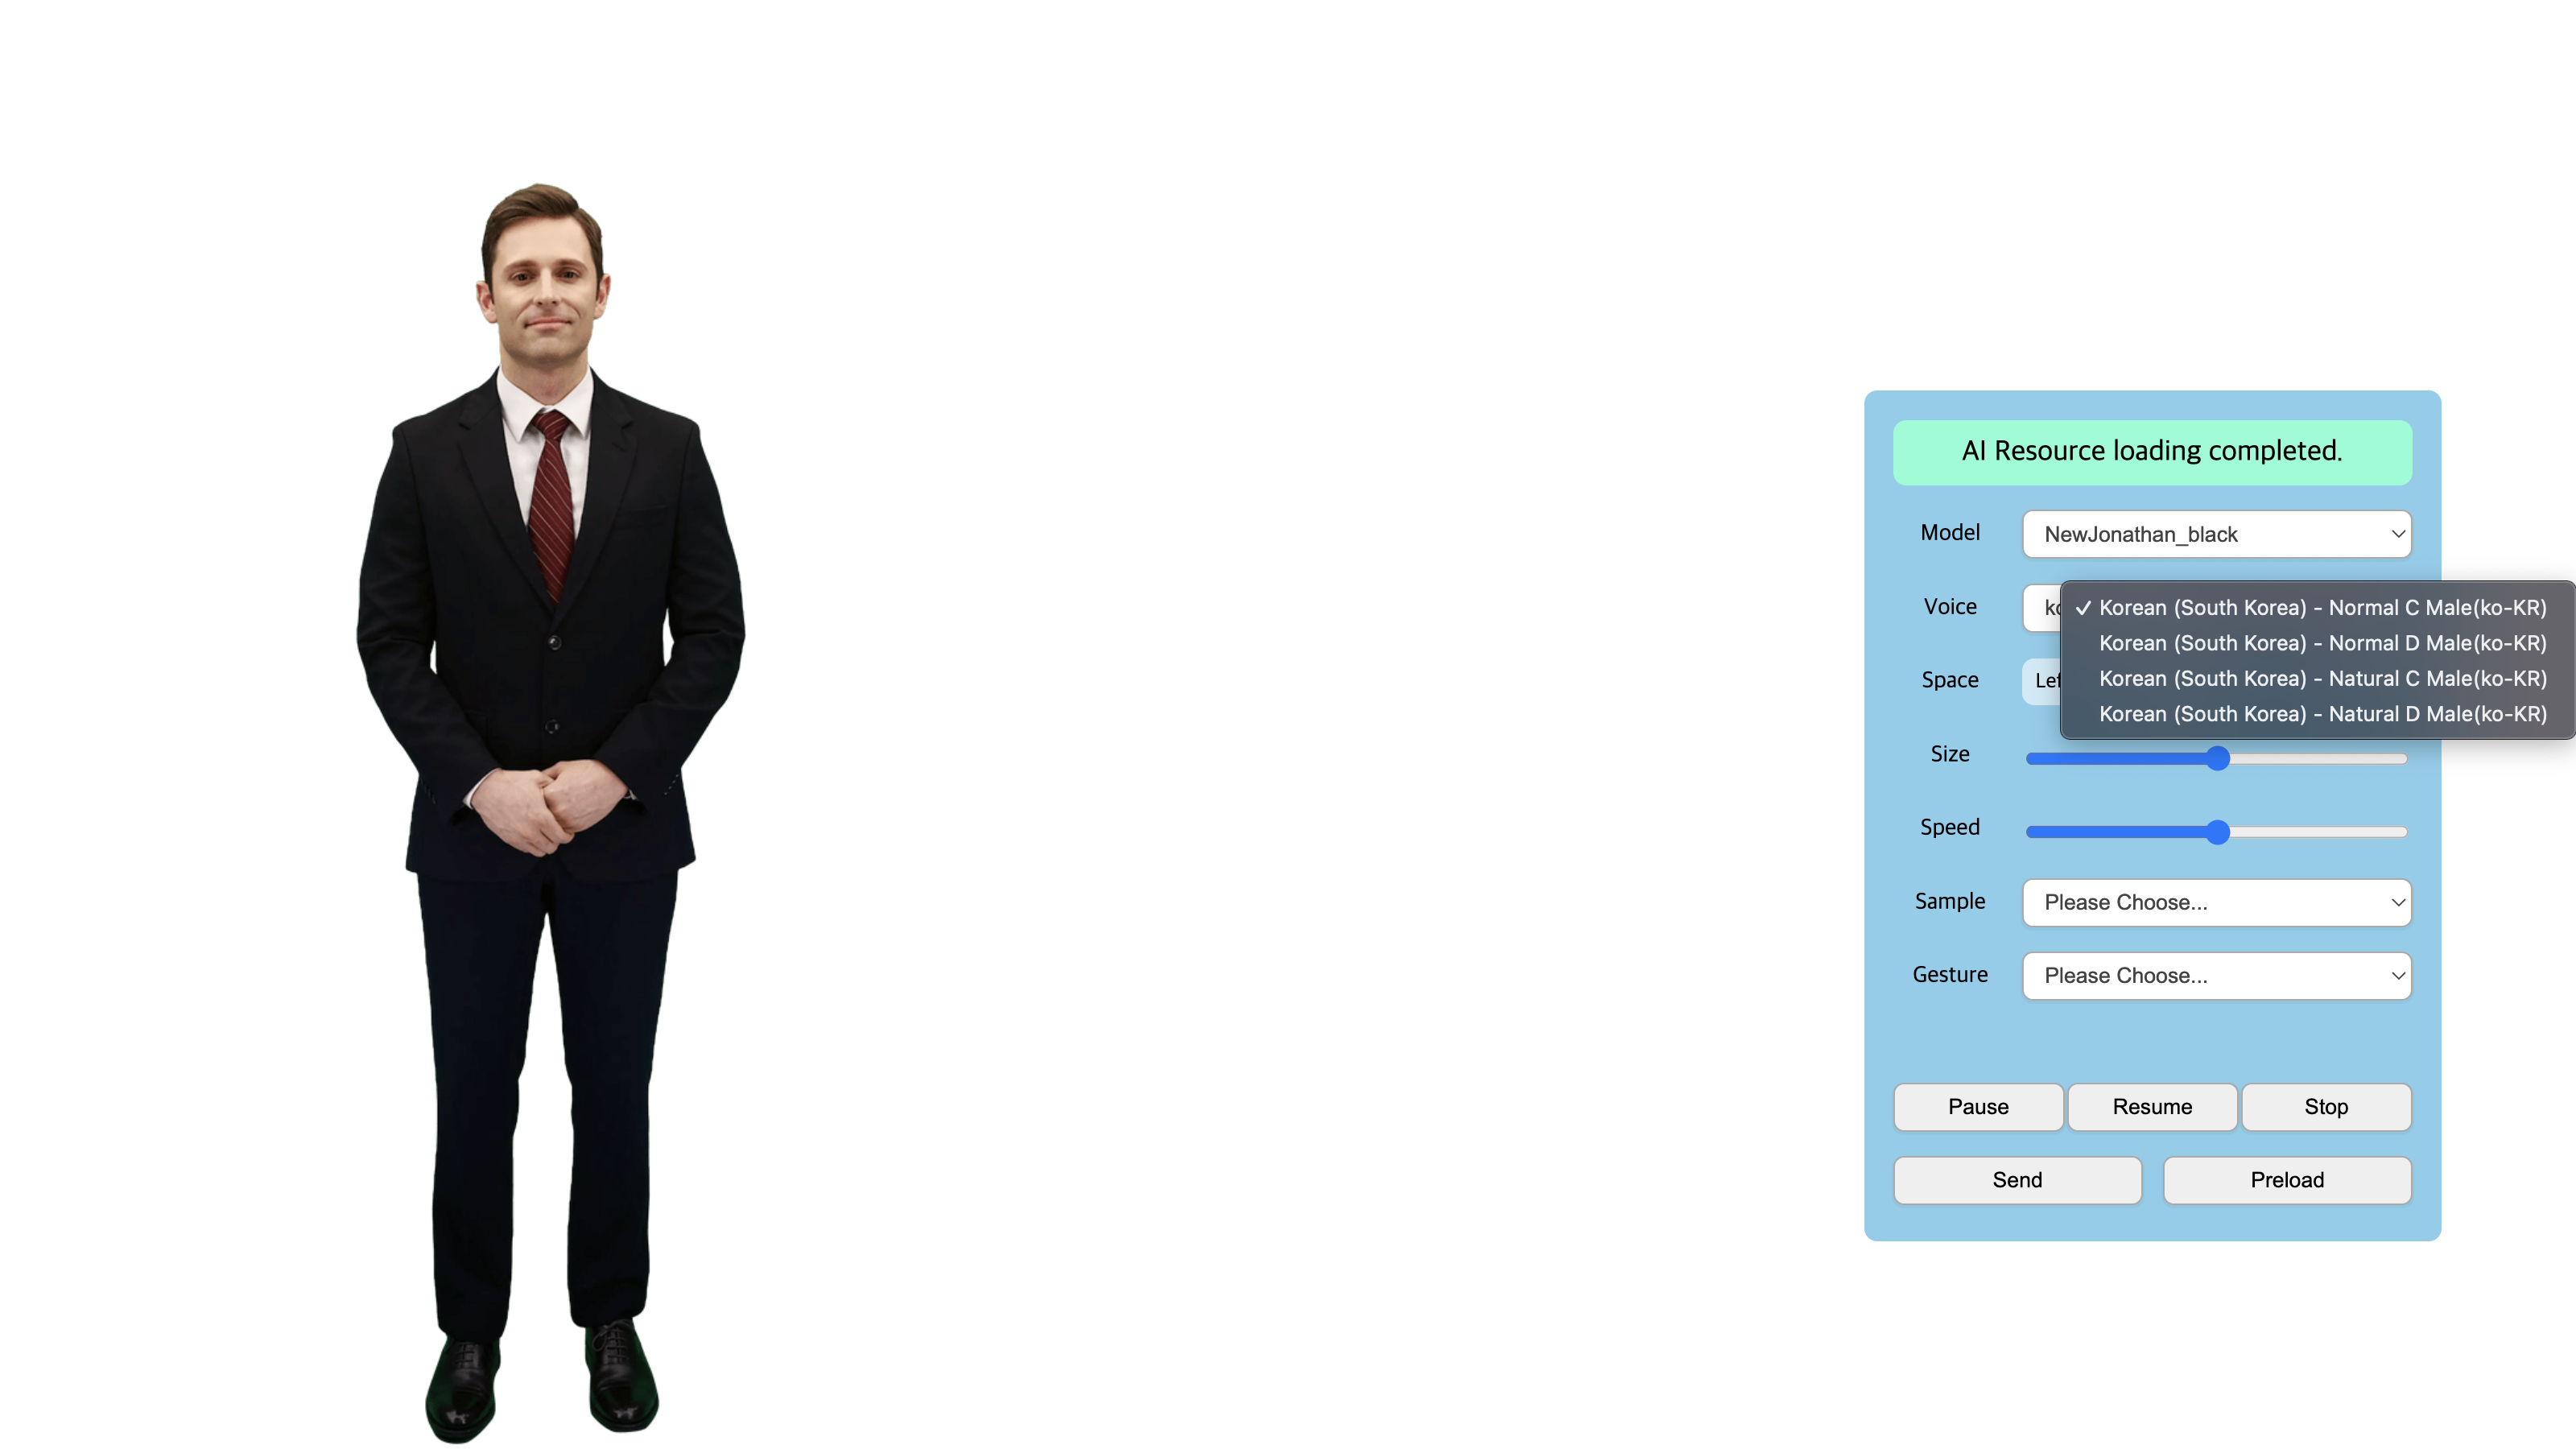 AI Resource loading completed.
Model
NewJonathan_black
Voice
✓ Korean (South Korea) - Normal C Male(ko-KR)
Korean (South Korea) - Normal D Male(ko-KR)
Korean (South Korea) - Natural C Male(ko-KR)
Korean (South Korea) - Natural D Male(ko-KR)
Space
Size
Speed
Sample
Please Choose...
Gesture
Please Choose...
Pause
Resume
Stop
Send
Preload